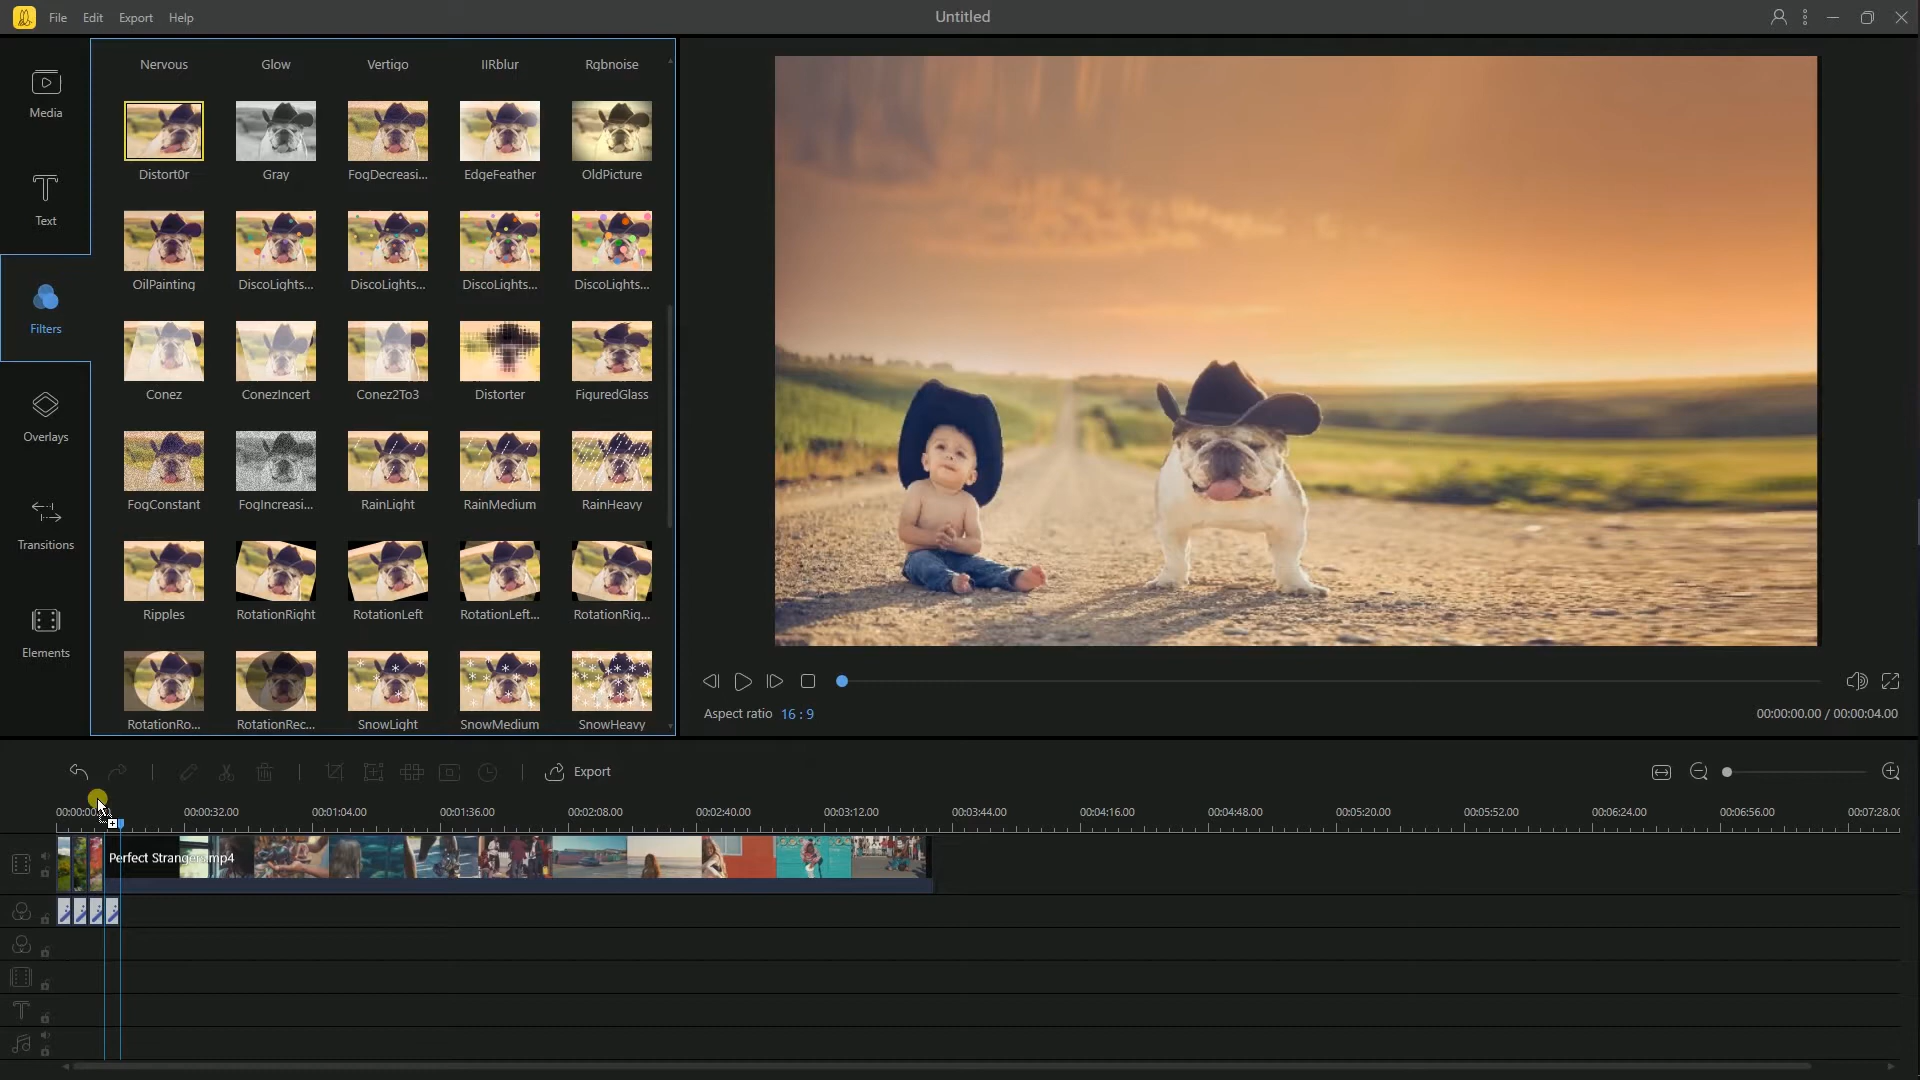 File Edit Export Help
Untitled
Media
Text
Filters
Overlays
Transitions
Elements
Nervous Glow Vertigo IIRblur Rgbnoise
Distort0r Gray FogDecreasi... EdgeFeather OldPicture
OilPainting DiscoLights... DiscoLights... DiscoLights... DiscoLights...
Conez ConezIncert Conez2To3 Distorter FiguredGlass
FogConstant FogIncreasi... RainLight RainMedium RainHeavy
Ripples RotationRight RotationLeft RotationLeft... RotationRig...
RotationRo... RotationRec... SnowLight SnowMedium SnowHeavy
Aspect ratio 16 : 9
00:00:00.00 / 00:00:04.00
Export
00:00:32.00 00:01:04.00 00:01:36.00 00:02:08.00 00:02:40.00 00:03:12.00 00:03:44.00 00:04:16.00 00:04:48.00 00:05:20.00 00:05:52.00 00:06:24.00 00:06:56.00 00:07:28.0
Perfect Strangers.mp4